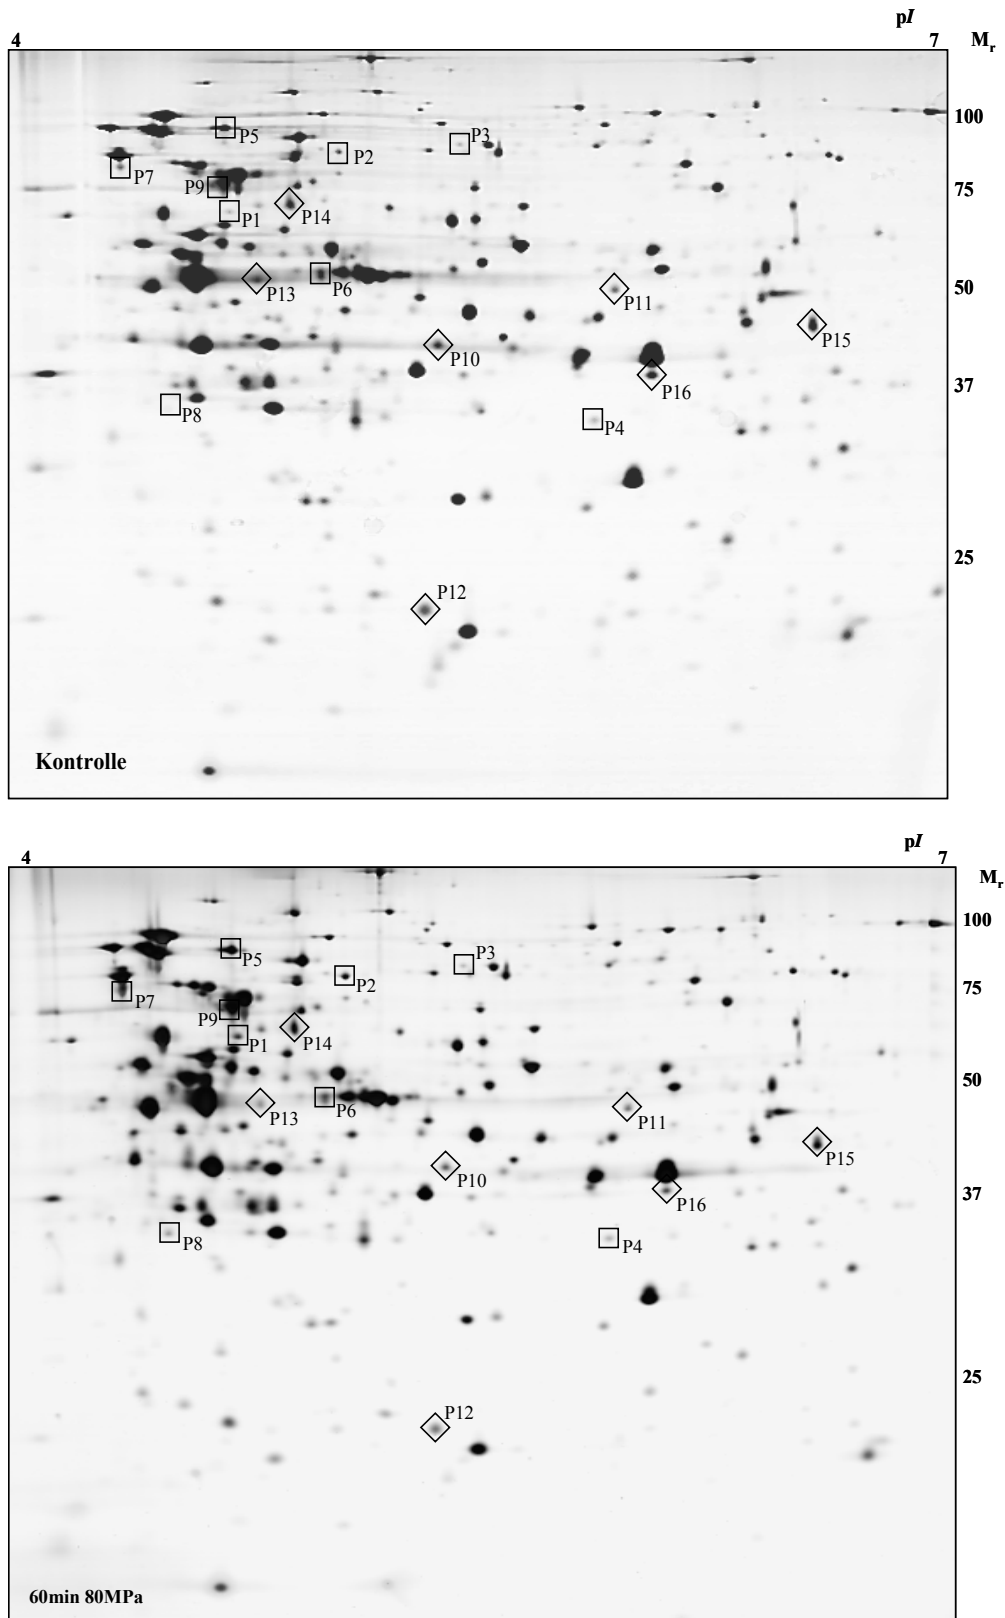 pI
4 7 Mr
100
P5 P3
P2
P7
75
P9
P1 P14
P13 P6 50
P11
P15
P10
P16 37
P8 P4
25
P12
Kontrolle
pI
4 7
Mr
100
P5 P3
P2
P7 75
P9
P1 P14
50
P13 P6 P11
P15
P10
37
P16
P8 P4
25
P12
60min 80MPa